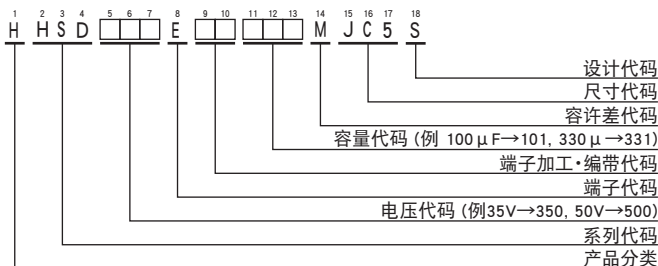 1 2 3 4 5 6 7 8 9 10 11 12 13 14 15 16 17 18
H HSD □□□ E □□ □□□ M JC5 S
设计代码
尺寸代码
容许差代码
容量代码 (例 100μF→101, 330μ→331)
端子加工・编带代码
端子代码
电压代码 (例35V→350, 50V→500)
系列代码
产品分类